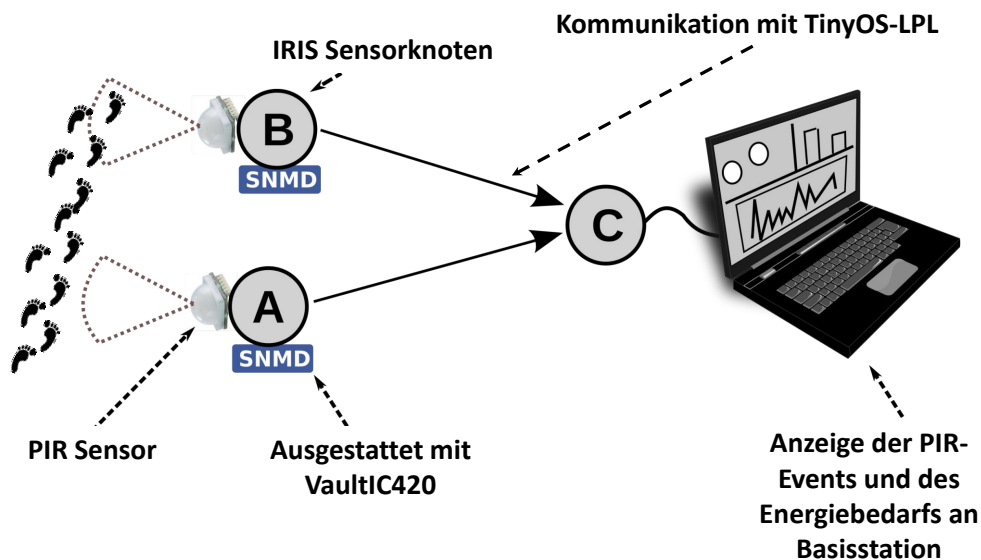 Kommunikation mit TinyOS-LPL
IRIS Sensorknoten
B
SNMD
C
A
SNMD
PIR Sensor
Ausgestattet mit
VaultIC420
Anzeige der PIR-
Events und des
Energiebedarfs an
Basisstation